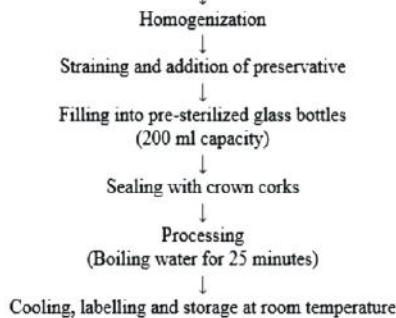 Homogenization
↓
Straining and addition of preservative
↓
Filling into pre-sterilized glass bottles
(200 ml capacity)
↓
Sealing with crown corks
↓
Processing
(Boiling water for 25 minutes)
↓
Cooling, labelling and storage at room temperature